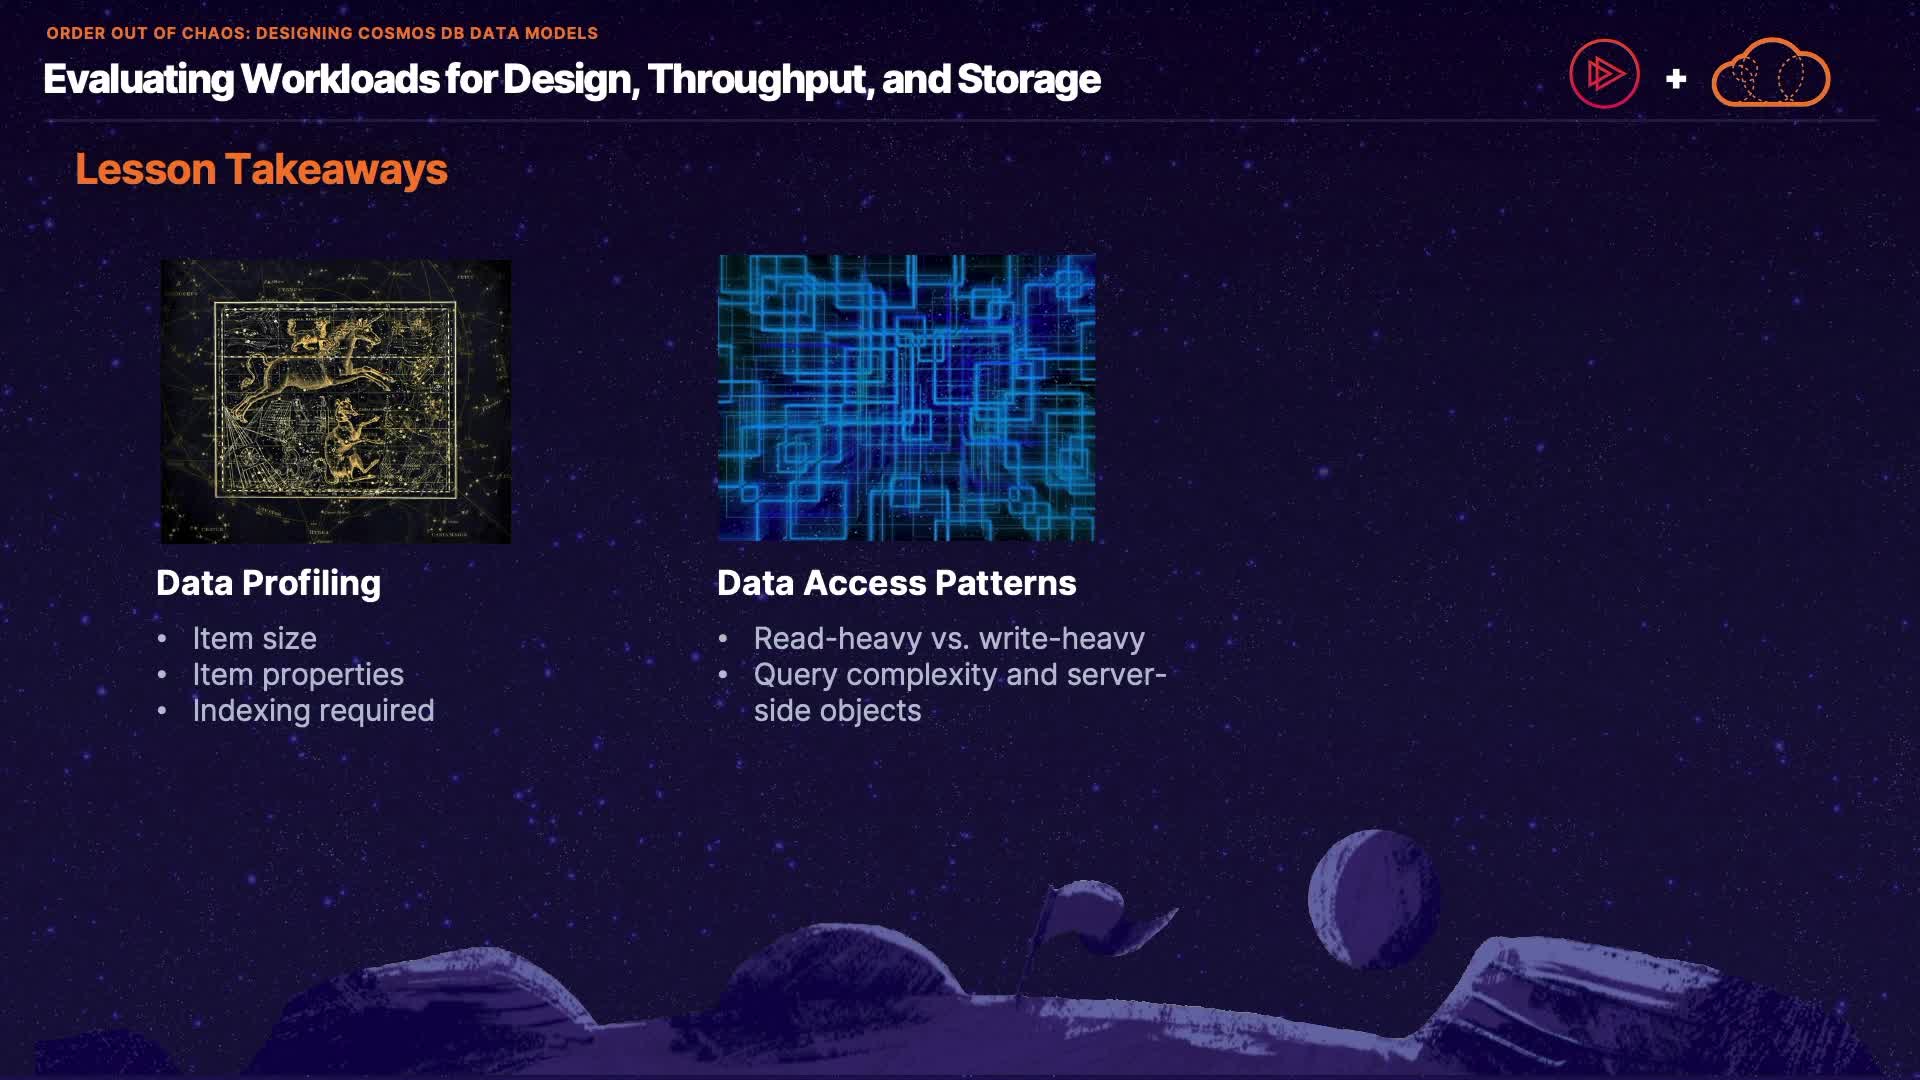 ORDER OUT OF CHAOS: DESIGNING COSMOS DB DATA MODELS
Evaluating Workloads for Design, Throughput, and Storage
Lesson Takeaways
Data Profiling
• Item size
• Item properties
• Indexing required
Data Access Patterns
• Read-heavy vs. write-heavy
• Query complexity and server-
side objects